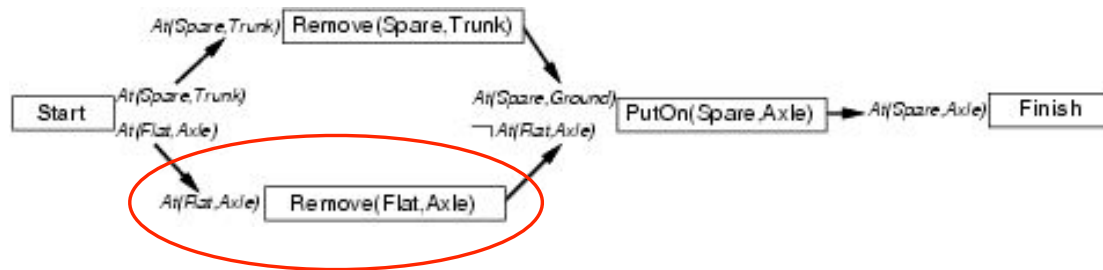 At(Spare,Trunk) Remove(Spare,Trunk)
Start
At(Spare,Trunk)
At(Flat,Axle)
At(Flat,Axle) Remove(Flat,Axle)
At(Spare,Ground)
¬At(Flat,Axle)
PutOn(Spare,Axle)
At(Spare,Axle)
Finish